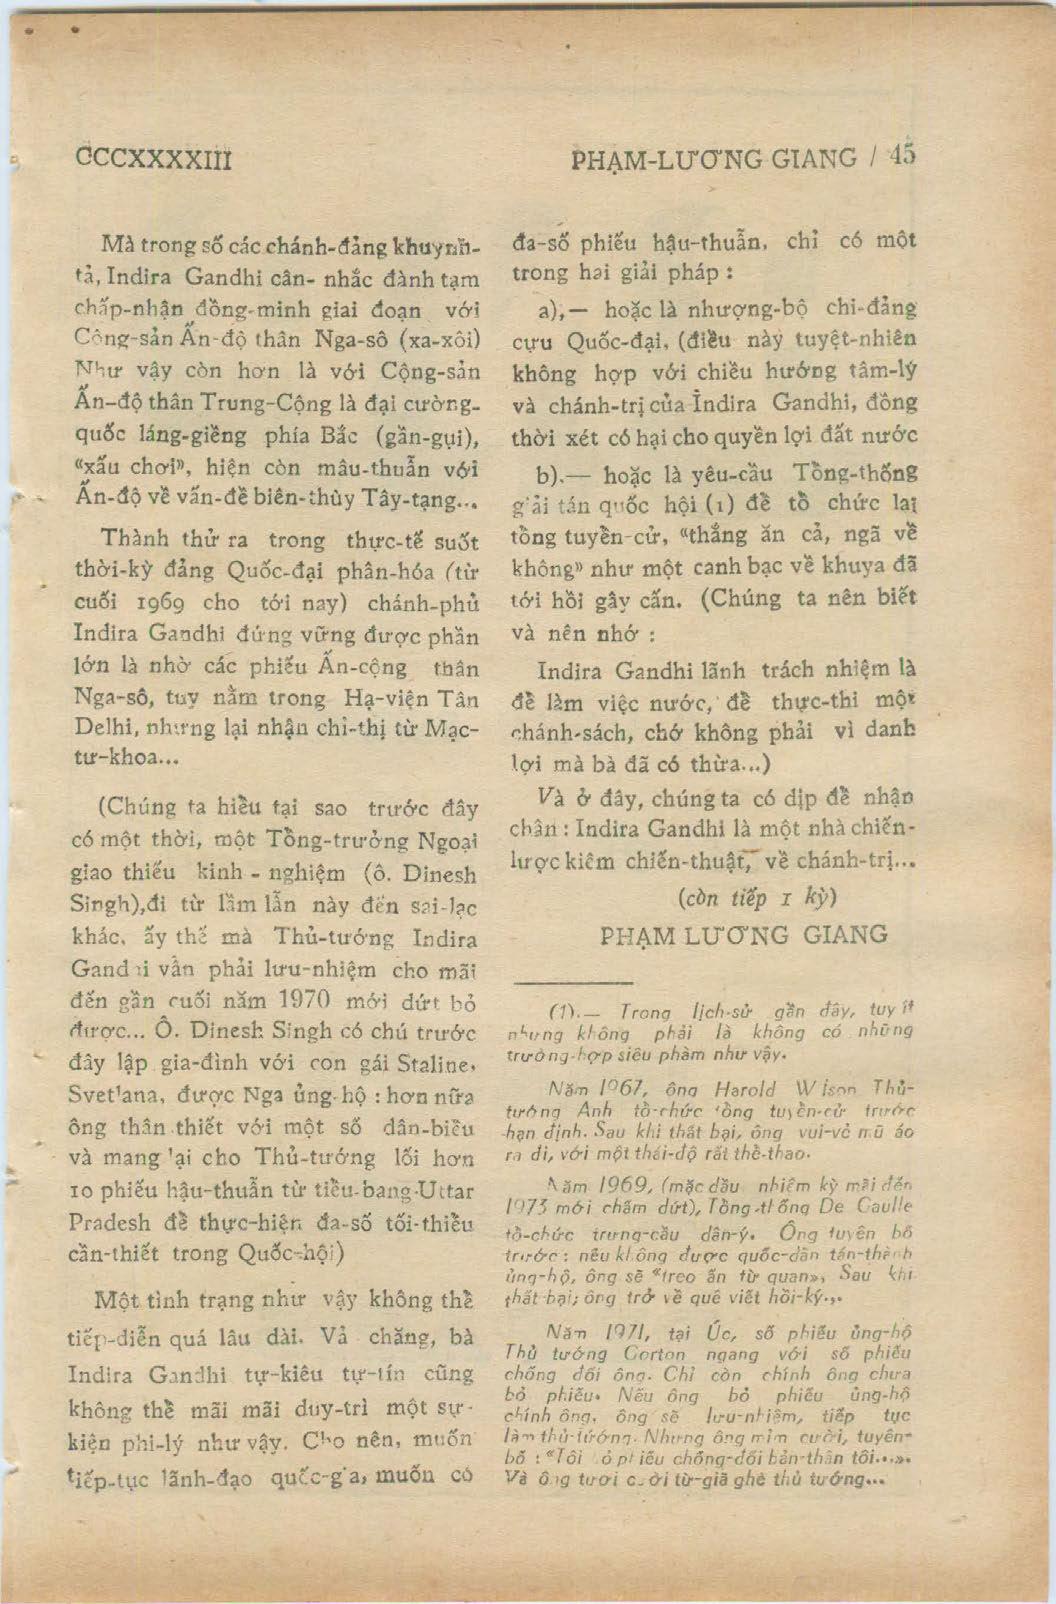 CCCXXXXIII
PHẠM-LƯƠNG GIANG / 45
Mà trong số các chánh-đảng khuynh-
tả, Indira Gandhi cân- nhắc đành tạm
chấp-nhận đồng-minh giai đoạn với
Công-sản Ấn-độ thân Nga-sô (xa-xôi)
Như vậy còn hơn là với Cộng-sản
Ấn-độ thân Trung-Cộng là đại cường-
quốc láng-giềng phía Bắc (gần-gụi),
«xấu chơi», hiện còn mâu-thuẫn với
Ấn-độ về vấn-đề biên-thùy Tây-tạng...
Thành thử ra trong thực-tế suốt
thời-kỳ đảng Quốc-đại phân-hóa (từ
cuối 1969 cho tới nay) chánh-phủ
Indira Gandhi đứng vững được phần
lớn là nhờ các phiếu Ấn-cộng thân
Nga-sô, tuy nằm trong Hạ-viện Tân
Delhi, nhưng lại nhận chỉ-thị từ Mạc-
tư-khoa...
(Chúng ta hiểu tại sao trước đây
có một thời, một Tổng-trưởng Ngoại
giao thiếu kinh - nghiệm (ô. Dinesh
Singh),đi từ lầm lẫn này đến sai-lạc
khác, ấy thế mà Thủ-tướng Indira
Gandhi vẫn phải lưu-nhiệm cho mãi
đến gần cuối năm 1970 mới dứt bỏ
được... Ô. Dinesh Singh có chú trước
đây lập gia-đình với con gái Staline,
Svetlana, được Nga ủng-hộ : hơn nữa
ông thân thiết với một số dân-biểu
và mang lại cho Thủ-tướng lối hơn
10 phiếu hậu-thuẫn từ tiểu-bang Uttar
Pradesh để thực-hiện đa-số tối-thiểu
cần-thiết trong Quốc-hội)
Một tình trạng như vậy không thể
tiếp-diễn quá lâu dài. Vả chăng, bà
Indira Gandhi tự-kiêu tự-tín cũng
không thể mãi mãi duy-trì một sự-
kiện phi-lý như vậy. Cho nên, muốn
tiếp-tục lãnh-đạo quốc-gia, muốn có
đa-số phiếu hậu-thuẫn, chỉ có một
trong hai giải pháp :
a),— hoặc là nhượng-bộ chi-đảng
cựu Quốc-đại, (điều này tuyệt-nhiên
không hợp với chiều hướng tâm-lý
và chánh-trị của Indira Gandhi, đồng
thời xét có hại cho quyền lợi đất nước
b).— hoặc là yêu-cầu Tổng-thống
giải tán quốc hội (1) để tổ chức lại
tổng tuyển-cử, «thắng ăn cả, ngã về
không» như một canh bạc về khuya đã
tới hồi gây cấn. (Chúng ta nên biết
và nên nhớ :
Indira Gandhi lãnh trách nhiệm là
để làm việc nước, để thực-thi một
chánh-sách, chớ không phải vì danh
lợi mà bà đã có thừa...)
Và ở đây, chúng ta có dịp để nhận
chân : Indira Gandhi là một nhà chiến-
lược kiêm chiến-thuật, về chánh-trị...
(còn tiếp 1 kỳ)
PHẠM LƯƠNG GIANG
(1).— Trong lịch-sử gần đây, tuy ít
nhưng không phải là không có những
trường-hợp siêu phàm như vậy.
Năm 1967, ông Harold Wison Thủ-
tướng Anh tổ-chức tổng tuyển-cử trước
hạn định. Sau khi thất bại, ông vui-vẻ mũ áo
ra đi, với một thái-độ rất thể-thao.
Năm 1969, (mặc dầu nhiệm kỳ mãi đến
1973 mới chấm dứt), Tổng-thống De Gaulle
tổ-chức trưng-cầu dân-ý. Ông tuyên bố
trước : nếu không được quốc-dân tán-thành
ủng-hộ, ông sẽ «treo ấn từ quan», Sau khi
thất bại; ông trở về quê viết hồi-ký...
Năm 1971, tại Úc, số phiếu ủng-hộ
Thủ tướng Gorton ngang với số phiếu
chống đối ông. Chỉ còn chính ông chưa
bỏ phiếu. Nếu ông bỏ phiếu ủng-hộ
chính ông, ông sẽ lưu-nhiệm, tiếp tục
làm thủ-tướng. Nhưng ông mỉm cười, tuyên-
bố : «Tôi bỏ phiếu chống-đối bản-thân tôi...».
Và ông tươi cười từ-giã ghế thủ tướng...